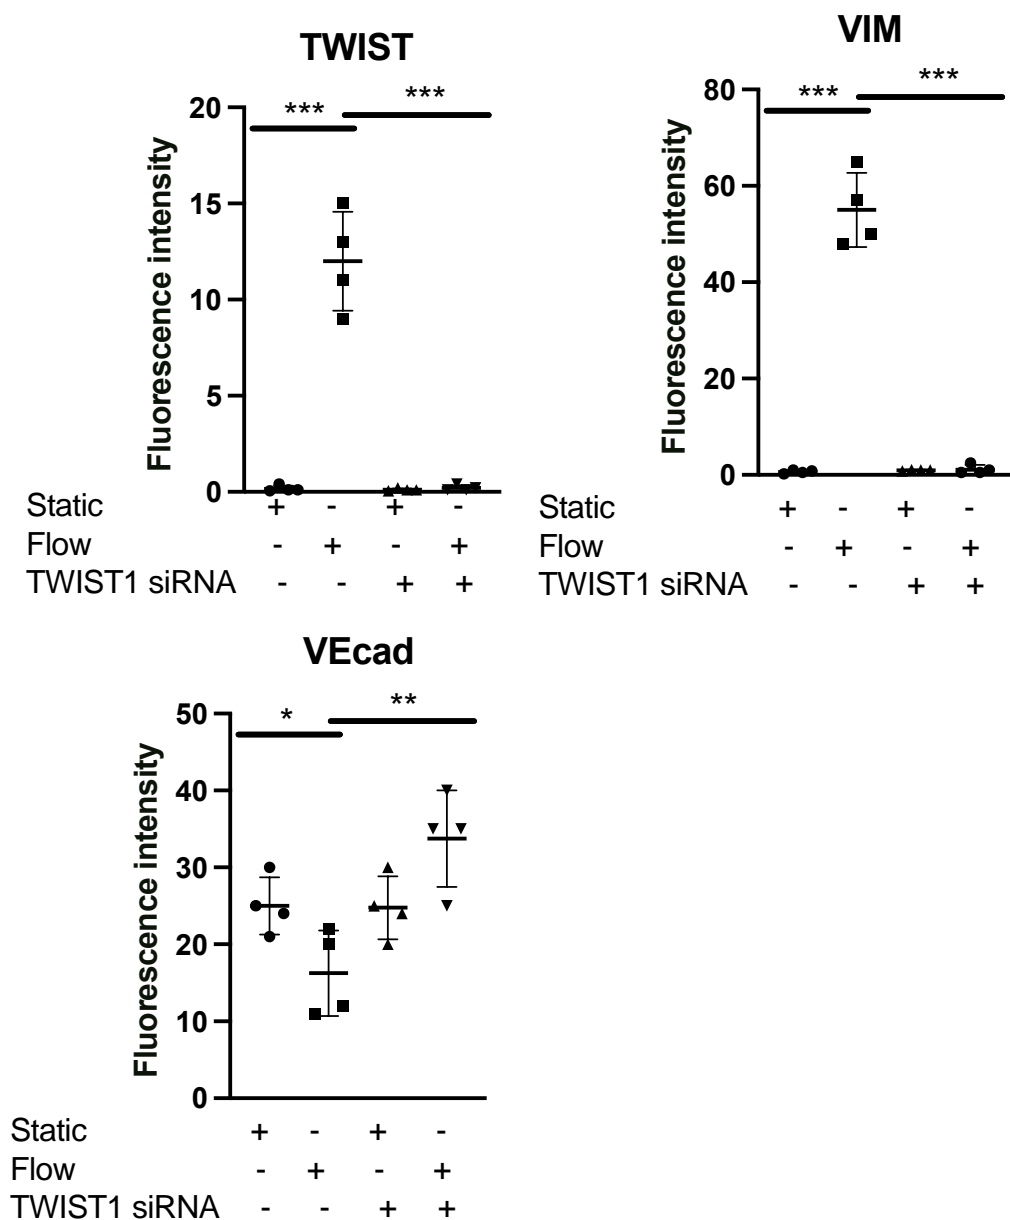 TWIST
Fluorescence intensity
20
15
10
5
0
*** ***
Static + - + -
Flow - + - +
TWIST1 siRNA - - + +
VIM
Fluorescence intensity
80
60
40
20
0
*** ***
Static + - + -
Flow - + - +
TWIST1 siRNA - - + +
VEcad
Fluorescence intensity
50
40
30
20
10
0
* **
Static + - + -
Flow - + - +
TWIST1 siRNA - - + +